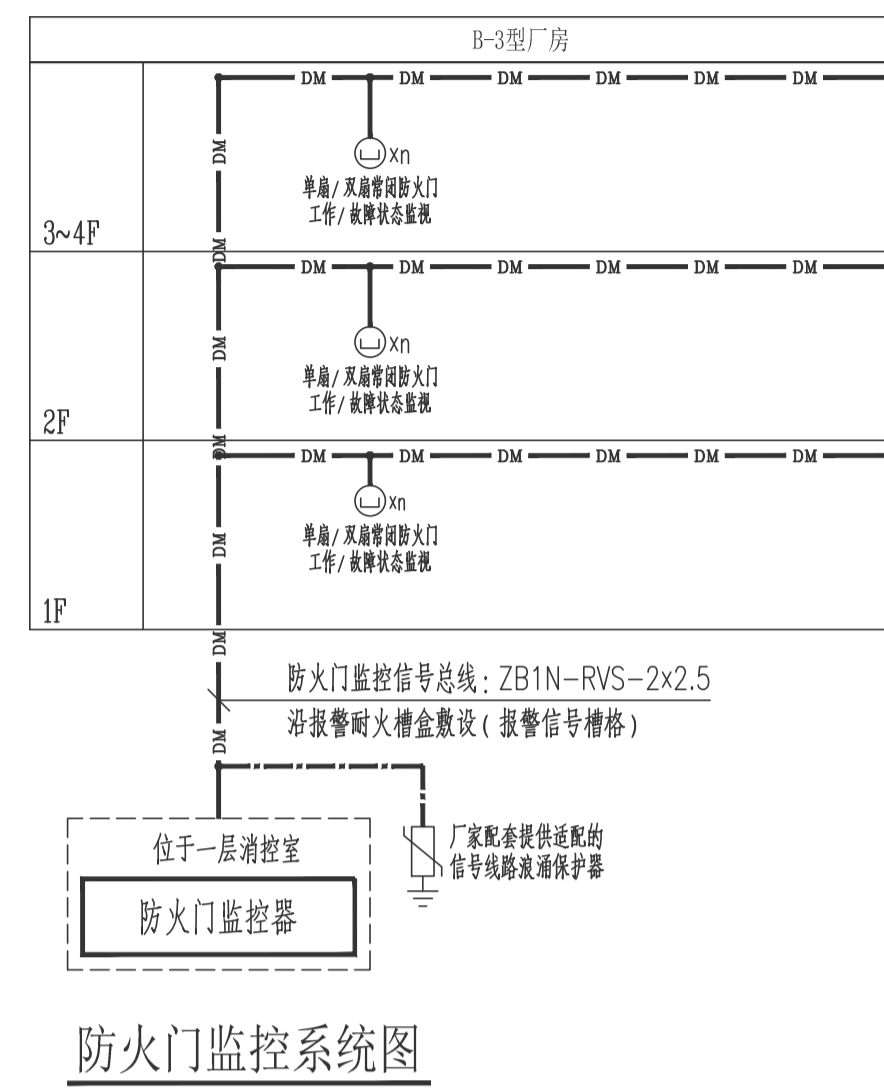 B-3型厂房
DM DM DM DM DM DM
DM
xn
单扇/双扇常闭防火门
工作/故障状态监视
3~4F
DM
DM DM DM DM DM DM
DM
xn
单扇/双扇常闭防火门
工作/故障状态监视
2F
DM
DM DM DM DM DM DM
xn
单扇/双扇常闭防火门
DM
工作/故障状态监视
1F
DM
防火门监控信号总线: ZB1N-RVS-2x2.5
沿报警耐火槽盒敷设(报警信号槽格)
DM
位于一层消控室
厂家配套提供适配的
信号线路浪涌保护器
防火门监控器
防火门监控系统图